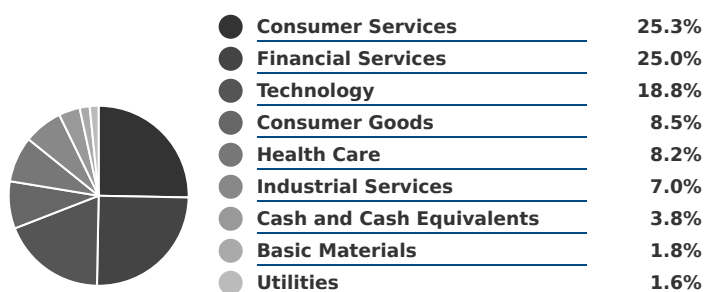 Consumer Services 25.3%
Financial Services 25.0%
Technology 18.8%
Consumer Goods 8.5%
Health Care 8.2%
Industrial Services 7.0%
Cash and Cash Equivalents 3.8%
Basic Materials 1.8%
Utilities 1.6%